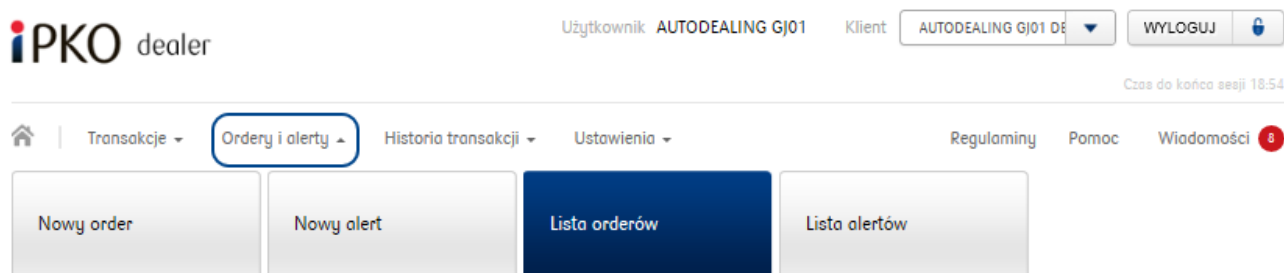 iPKO dealer
Użytkownik AUTODEALING GJ01 Klient AUTODEALING GJ01 DE WYLOGUJ
Czas do końca sesji 18:54
Transakcje Ordery i alerty Historia transakcji Ustawienia Regulaminy Pomoc Wiadomości 8
Nowy order Nowy alert Lista orderów Lista alertów